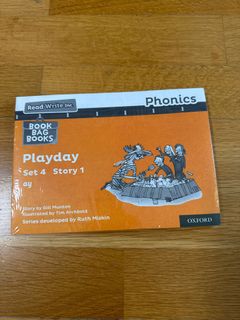 Read Write Inc.
Phonics
BOOK
BAG
BOOKS
Playday
Set 4 Story 1
ay
Story by Gill Munton
Illustrated by Tim Archbold
Series developed by Ruth Miskin
OXFORD